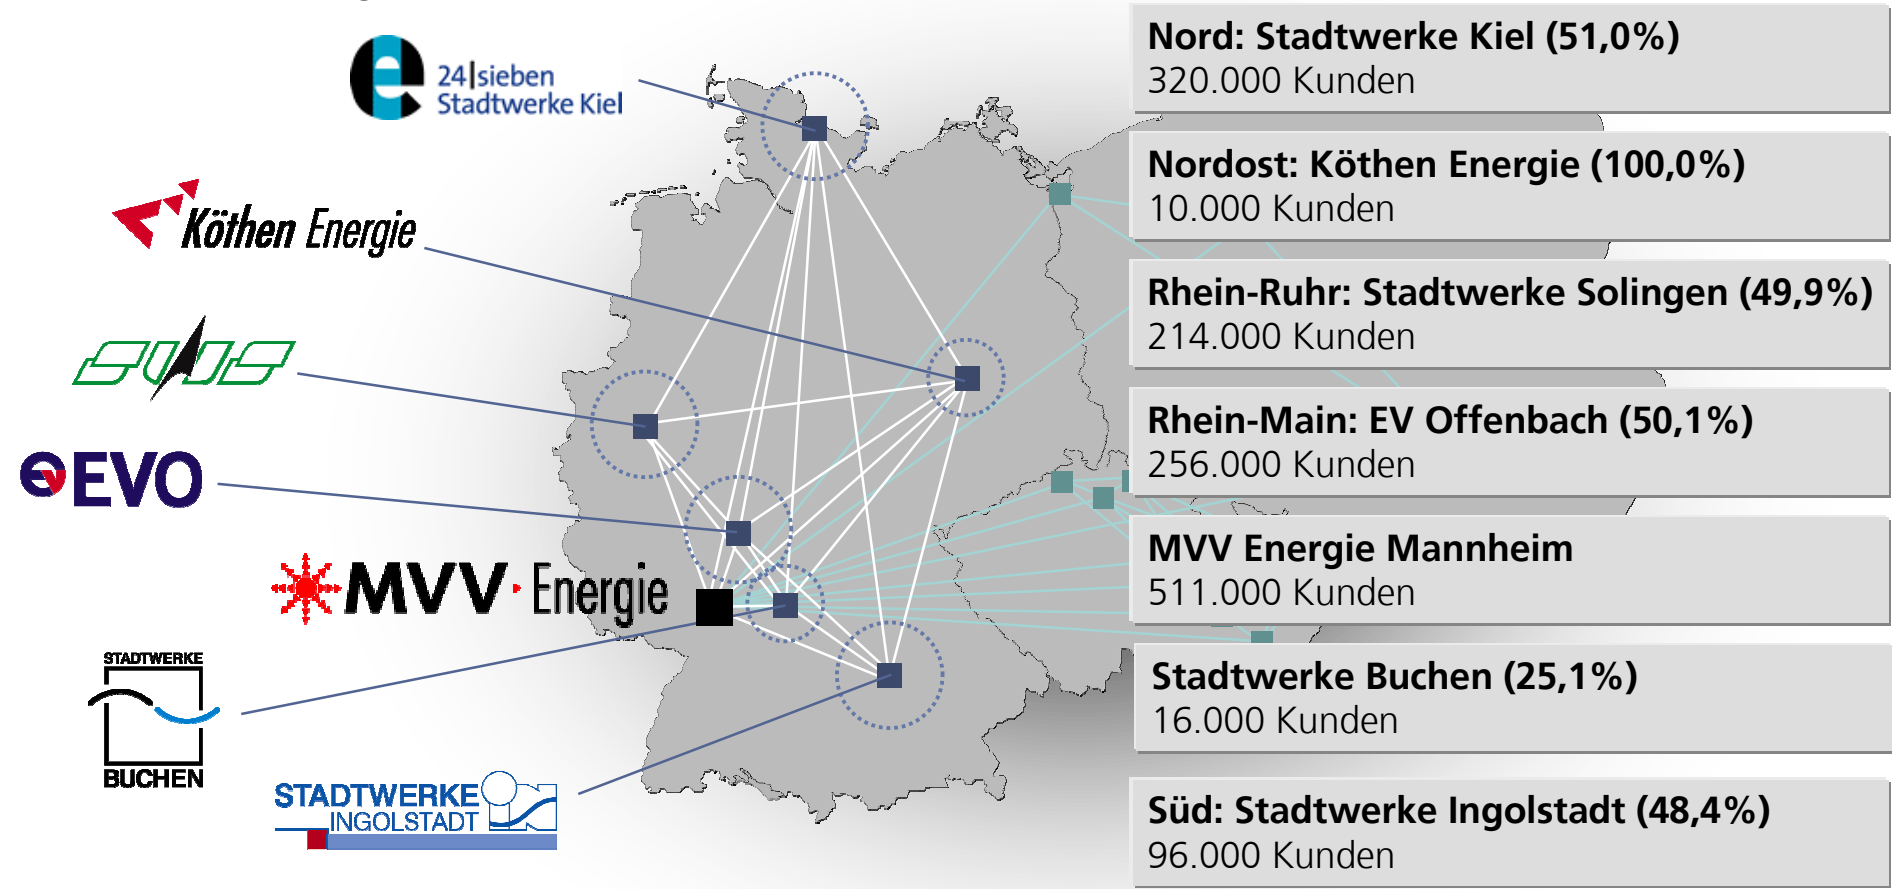 24|sieben
Stadtwerke Kiel
Köthen Energie
SWS
EVO
MVV Energie
STADTWERKE
BUCHEN
STADTWERKE
INGOLSTADT
Nord: Stadtwerke Kiel (51,0%)
320.000 Kunden
Nordost: Köthen Energie (100,0%)
10.000 Kunden
Rhein-Ruhr: Stadtwerke Solingen (49,9%)
214.000 Kunden
Rhein-Main: EV Offenbach (50,1%)
256.000 Kunden
MVV Energie Mannheim
511.000 Kunden
Stadtwerke Buchen (25,1%)
16.000 Kunden
Süd: Stadtwerke Ingolstadt (48,4%)
96.000 Kunden